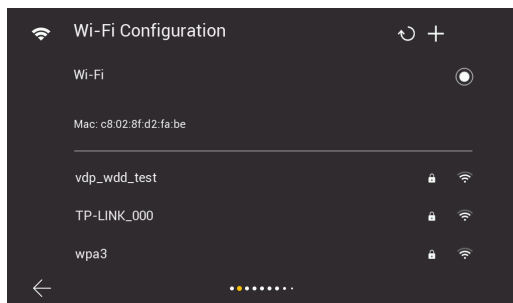 Wi-Fi Configuration
Wi-Fi
Mac: c8:02:8f:d2:fa:be
vdp_wdd_test
TP-LINK_000
wpa3